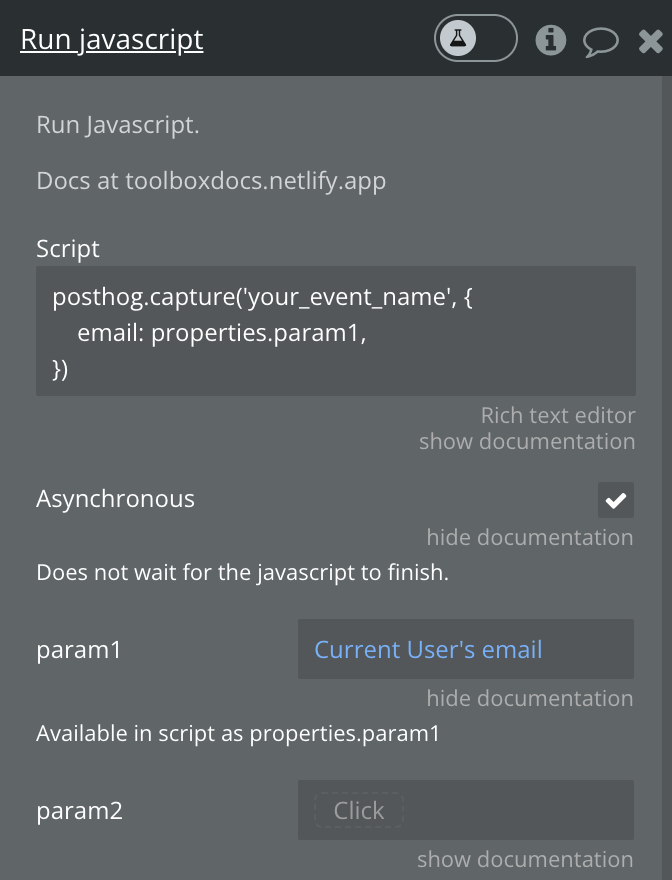 Run javascript
Run Javascript.
Docs at toolboxdocs.netlify.app
Script
posthog.capture('your_event_name', {
    email: properties.param1,
})
Rich text editor
show documentation
Asynchronous
hide documentation
Does not wait for the javascript to finish.
param1 Current User's email
hide documentation
Available in script as properties.param1
param2 Click
show documentation